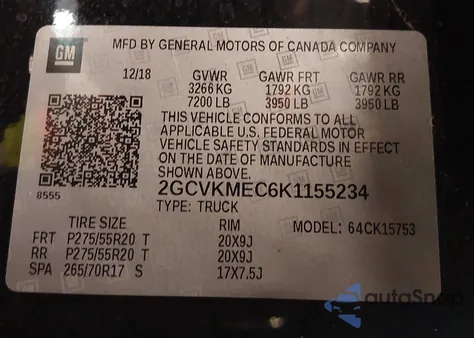 GM
MFD BY GENERAL MOTORS OF CANADA COMPANY
12/18 GVWR GAWR FRT GAWR RR
3266 KG 1792 KG 1792 KG
7200 LB 3950 LB 3950 LB
THIS VEHICLE CONFORMS TO ALL
APPLICABLE U.S. FEDERAL MOTOR
VEHICLE SAFETY STANDARDS IN EFFECT
ON THE DATE OF MANUFACTURE
SHOWN ABOVE.
8555
2GCVKMEC6K1155234
TYPE: TRUCK
TIRE SIZE RIM MODEL: 64CK15753
FRT P275/55R20 T 20X9J
RR P275/55R20 T 20X9J
SPA 265/70R17 S 17X7.5J
autoSnap